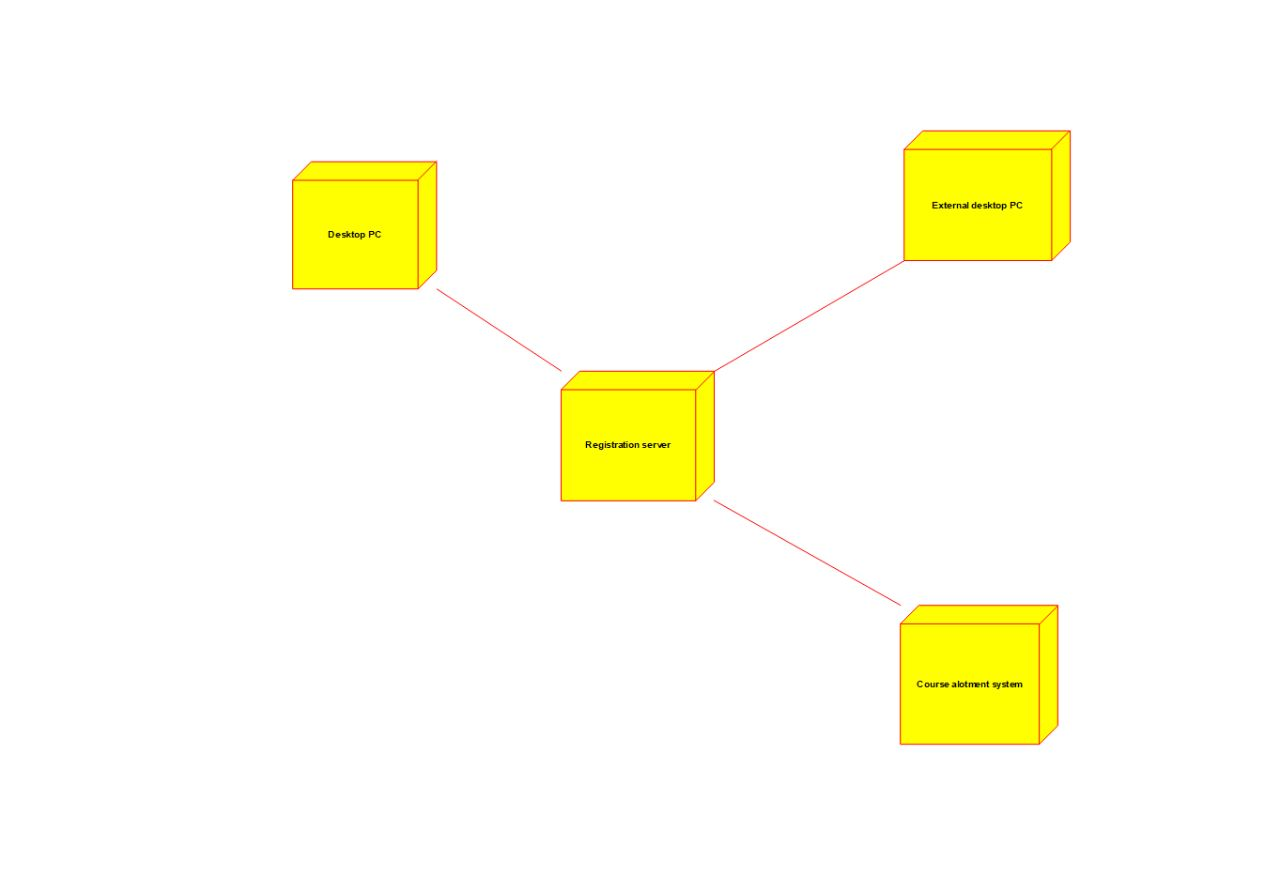 External desktop PC
Desktop PC
Registration server
Course alotment system